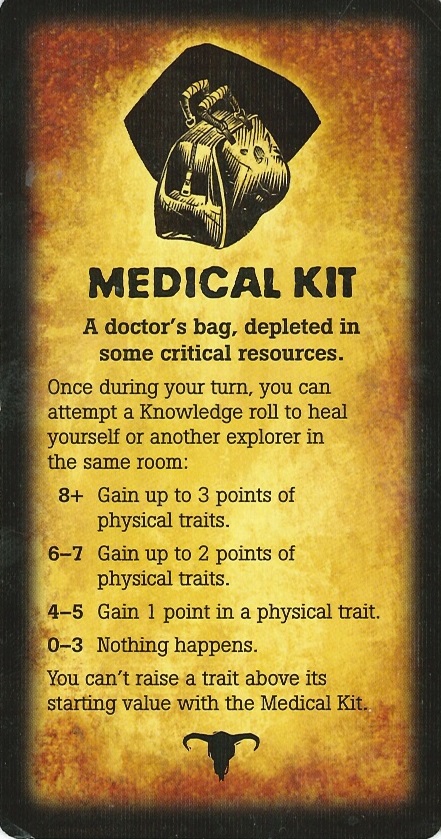 MEDICAL KIT
A doctor's bag, depleted in
some critical resources.
Once during your turn, you can
attempt a Knowledge roll to heal
yourself or another explorer in
the same room:
8+ Gain up to 3 points of
physical traits.
6–7 Gain up to 2 points of
physical traits.
4–5 Gain 1 point in a physical trait.
0–3 Nothing happens.
You can't raise a trait above its
starting value with the Medical Kit.